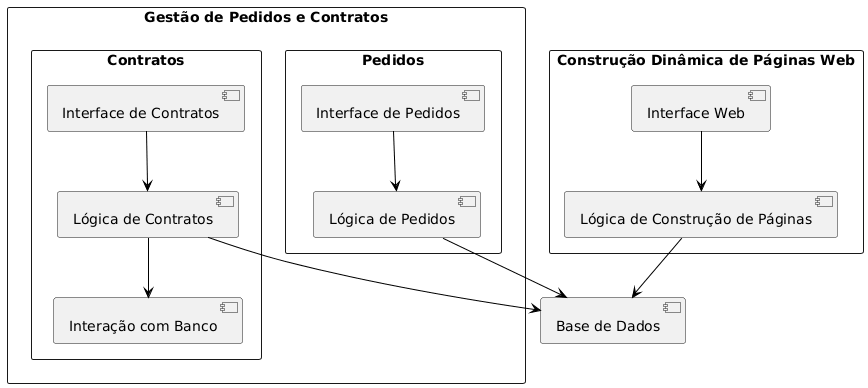 Gestão de Pedidos e Contratos
Contratos
Pedidos
Construção Dinâmica de Páginas Web
Interface de Contratos
Interface de Pedidos
Interface Web
Lógica de Contratos
Lógica de Pedidos
Lógica de Construção de Páginas
Interação com Banco
Base de Dados